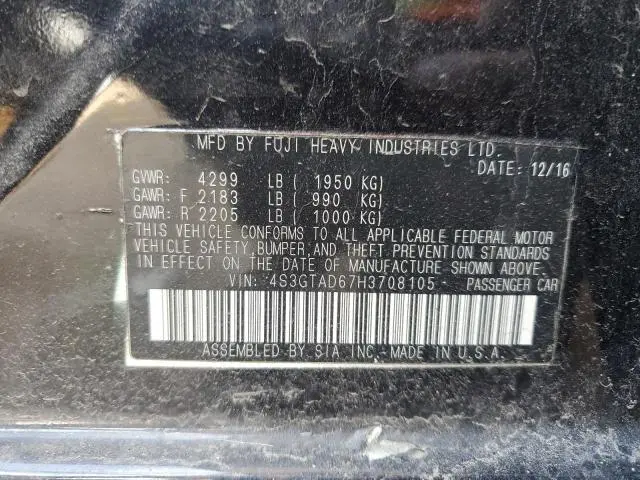 MFD BY FUJI HEAVY INDUSTRIES LTD.
DATE: 12/16
GVWR: 4299 LB ( 1950 KG)
GAWR: F 2183 LB ( 990 KG)
GAWR: R 2205 LB ( 1000 KG)
THIS VEHICLE CONFORMS TO ALL APPLICABLE FEDERAL MOTOR
VEHICLE SAFETY, BUMPER, AND THEFT PREVENTION STANDARDS
IN EFFECT ON THE DATE OF MANUFACTURE SHOWN ABOVE.
VIN: 4S3GTAD67H3708105 PASSENGER CAR
ASSEMBLED BY SIA INC.-MADE IN U.S.A.